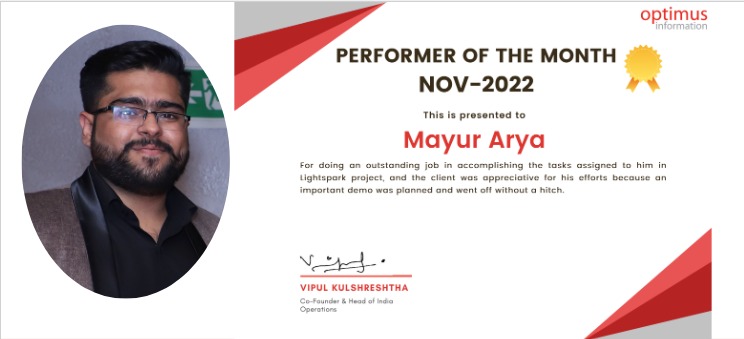 optimus
information
PERFORMER OF THE MONTH
NOV-2022
This is presented to
Mayur Arya
For doing an outstanding job in accomplishing the tasks assigned to him in
Lightspark project, and the client was appreciative for his efforts because an
important demo was planned and went off without a hitch.
VIPUL KULSHRESHTHA
Co-Founder & Head of India
Operations